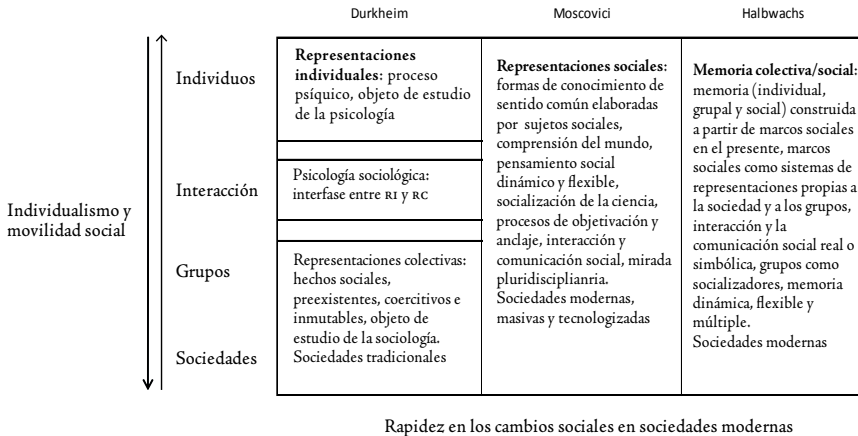 Durkheim
Moscovici
Halbwachs
Individualismo y
movilidad social
Individuos
Interacción
Grupos
Sociedades
Representaciones
individuales: proceso
psíquico, objeto de estudio
de la psicología
Psicología sociológica:
interfase entre RI y RC
Representaciones colectivas:
hechos sociales,
preexistentes, coercitivos e
inmutables, objeto de
estudio de la sociología.
Sociedades tradicionales
Representaciones sociales:
formas de conocimiento de
sentido común elaboradas
por sujetos sociales,
comprensión del mundo,
pensamiento social
dinámico y flexible,
socialización de la ciencia,
procesos de objetivación y
anclaje, interacción y
comunicación social, mirada
pluridisciplianria.
Sociedades modernas,
masivas y tecnologizadas
Memoria colectiva/social:
memoria (individual,
grupal y social) construida
a partir de marcos sociales
en el presente, marcos
sociales como sistemas de
representaciones propias a
la sociedad y a los grupos,
interacción y la
comunicación social real o
simbólica, grupos como
socializadores, memoria
dinámica, flexible y
múltiple.
Sociedades modernas
Rapidez en los cambios sociales en sociedades modernas